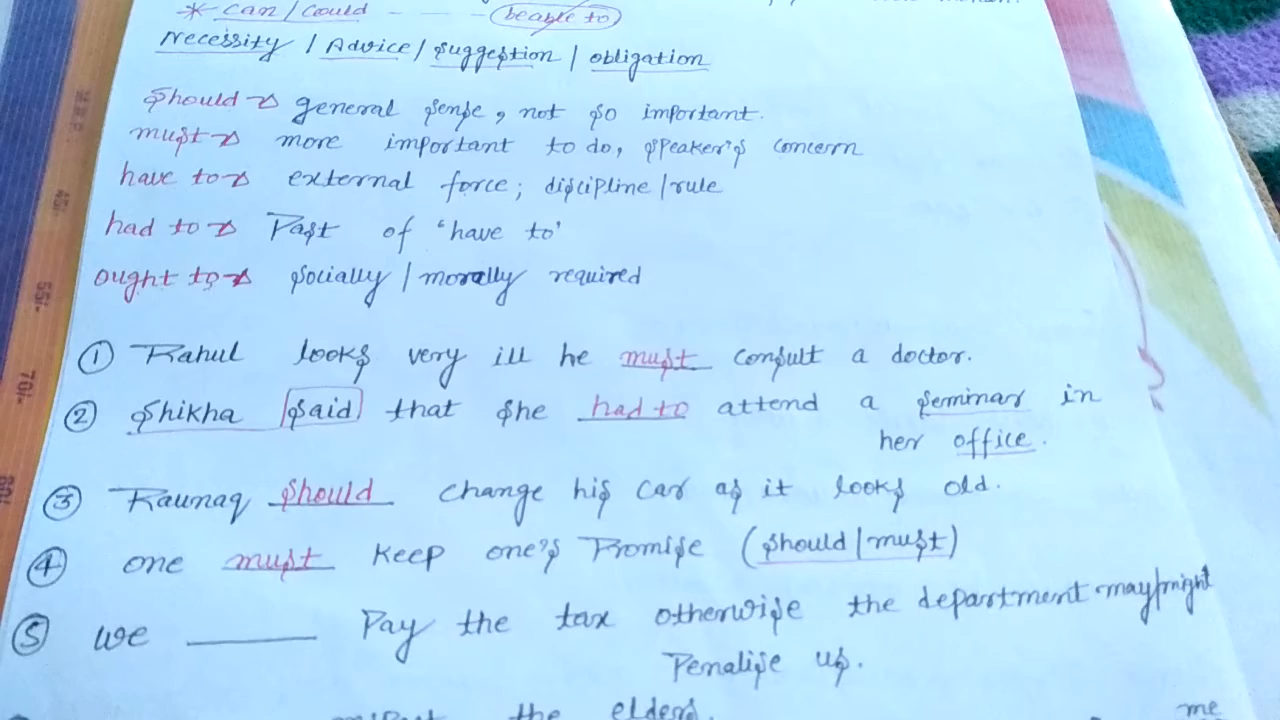 * can/could - - - - be able to
Necessity / Advice / suggestion / obligation
should → general sense, not so important.
must → more important to do, speaker's concern
have to → external force; discipline/rule
had to → Past of 'have to'
ought to → socially / morally required
① Rahul looks very ill he must consult a doctor.
② Shikha said that she had to attend a seminar in
her office.
③ Raunaq should change his car as it looks old.
④ one must keep one's Promise (should/must)
⑤ we ______ Pay the tax otherwise the department may/might
Penalise us.
the elders.
me